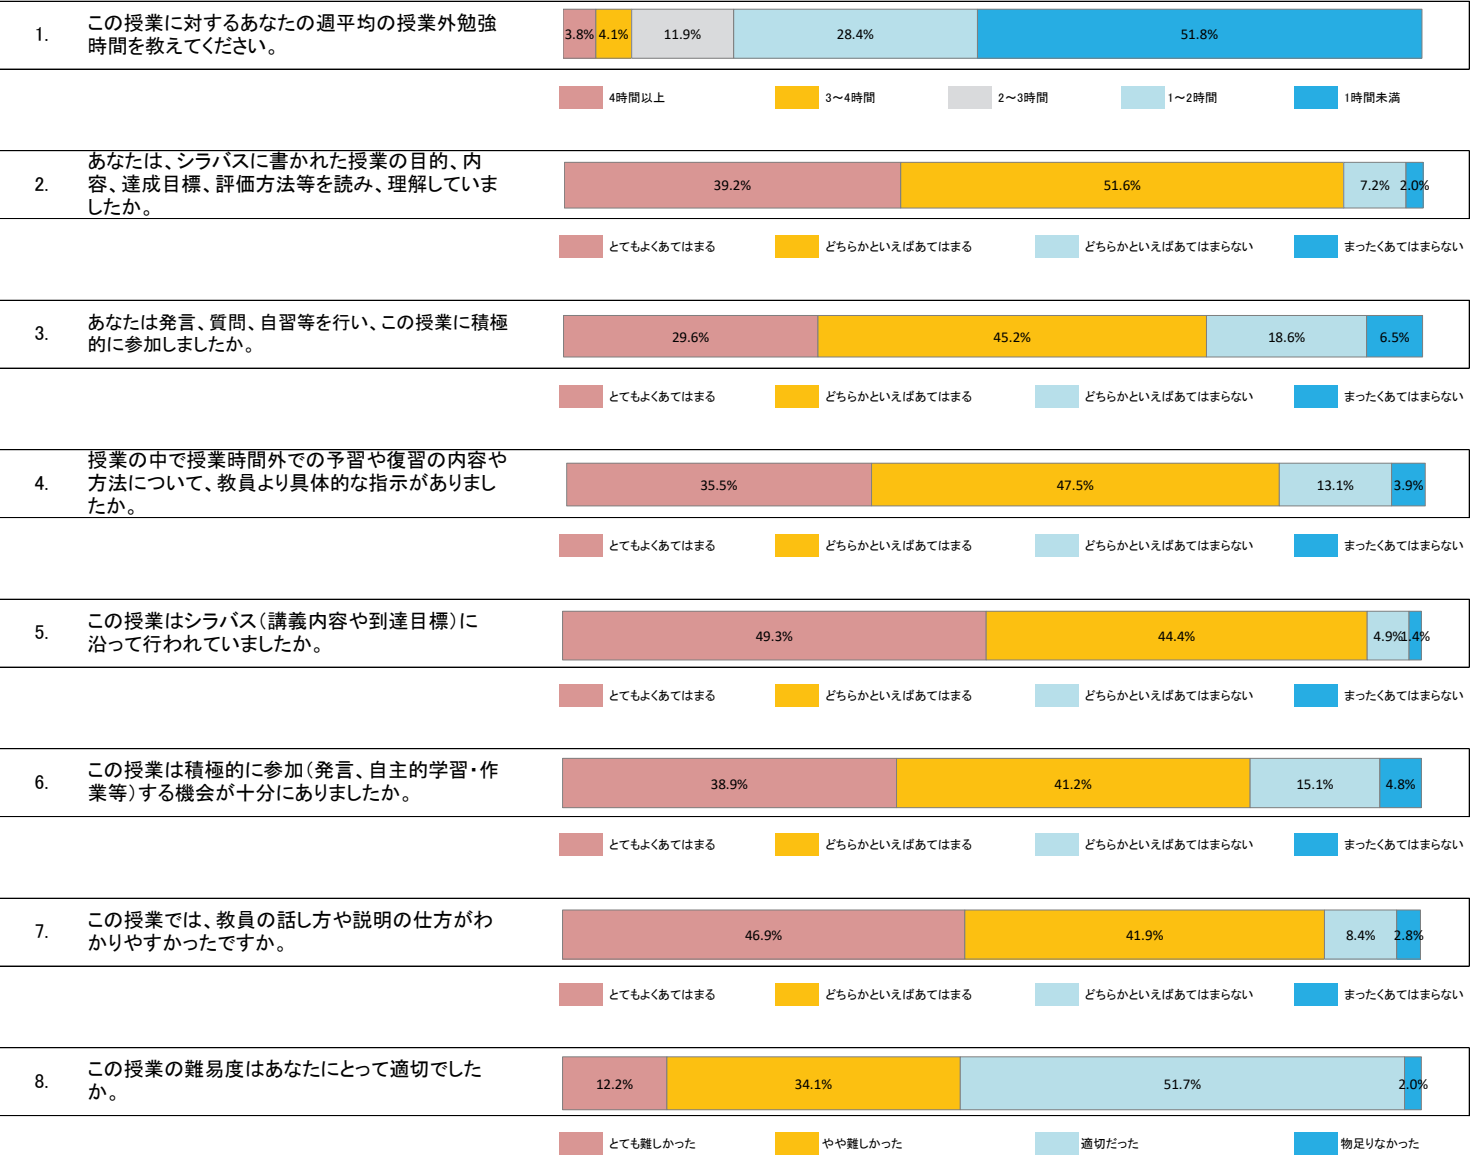 1. この授業に対するあなたの週平均の授業外勉強
時間を教えてください。
3.8% 4.1% 11.9% 28.4% 51.8%
4時間以上 3～4時間 2～3時間 1～2時間 1時間未満
あなたは、シラバスに書かれた授業の目的、内
2. 容、達成目標、評価方法等を読み、理解していま
したか。
39.2% 51.6% 7.2% 2.0%
とてもよくあてはまる どちらかといえばあてはまる どちらかといえばあてはまらない まったくあてはまらない
3. あなたは発言、質問、自習等を行い、この授業に積極
的に参加しましたか。
29.6% 45.2% 18.6% 6.5%
とてもよくあてはまる どちらかといえばあてはまる どちらかといえばあてはまらない まったくあてはまらない
授業の中で授業時間外での予習や復習の内容や
4. 方法について、教員より具体的な指示がありまし
たか。
35.5% 47.5% 13.1% 3.9%
とてもよくあてはまる どちらかといえばあてはまる どちらかといえばあてはまらない まったくあてはまらない
5. この授業はシラバス（講義内容や到達目標）に
沿って行われていましたか。
49.3% 44.4% 4.9% 1.4%
とてもよくあてはまる どちらかといえばあてはまる どちらかといえばあてはまらない まったくあてはまらない
6. この授業は積極的に参加（発言、自主的学習・作
業等）する機会が十分にありましたか。
38.9% 41.2% 15.1% 4.8%
とてもよくあてはまる どちらかといえばあてはまる どちらかといえばあてはまらない まったくあてはまらない
7. この授業では、教員の話し方や説明の仕方がわ
かりやすかったですか。
46.9% 41.9% 8.4% 2.8%
とてもよくあてはまる どちらかといえばあてはまる どちらかといえばあてはまらない まったくあてはまらない
8. この授業の難易度はあなたにとって適切でした
か。
12.2% 34.1% 51.7% 2.0%
とても難しかった やや難しかった 適切だった 物足りなかった